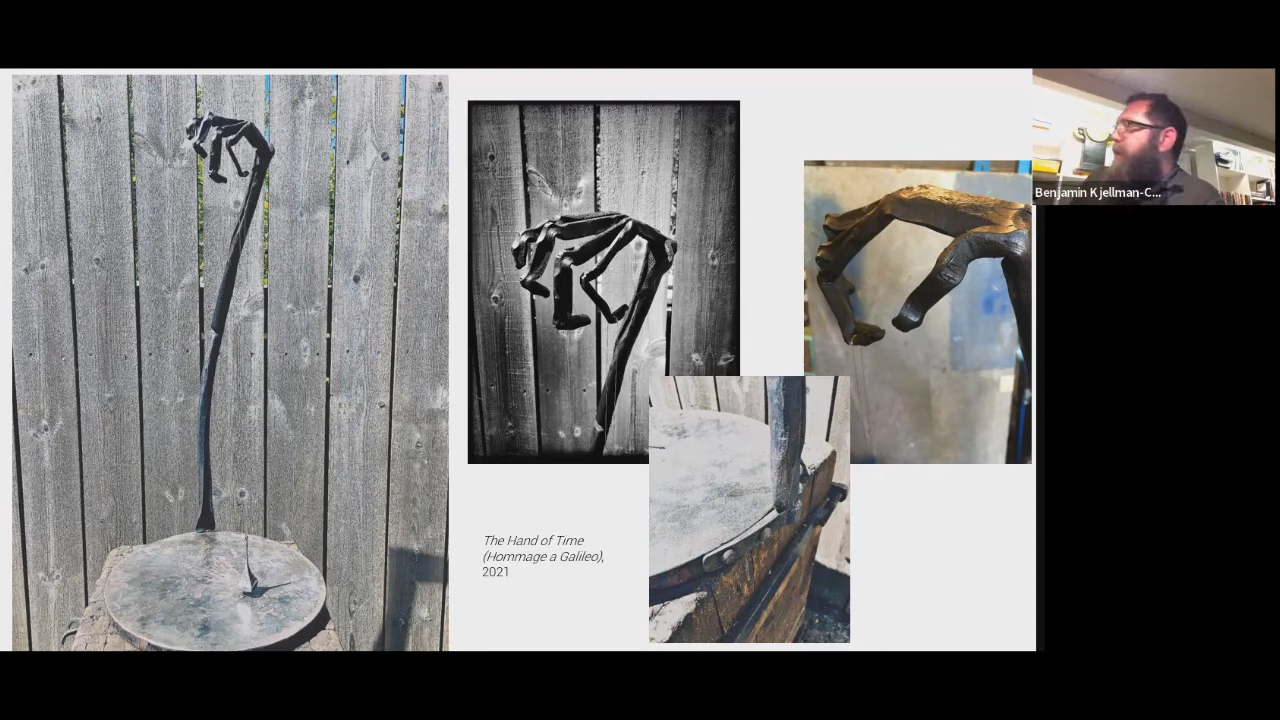 Benjamin Kjellman-C...
The Hand of Time
(Hommage a Galileo),
2021